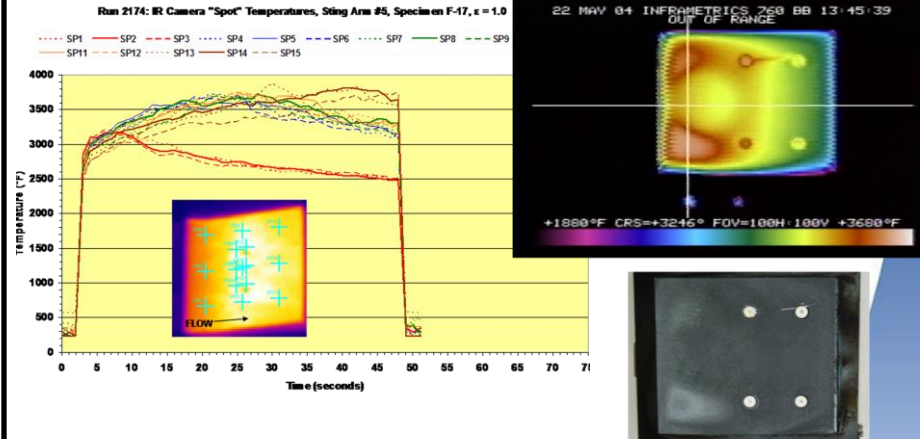 Run 2174: IR Camera "Spot" Temperatures, Sting Arm #5, Specimen F-17, ε = 1.0
SP1 SP2 SP3 SP4 SP5 SP6 SP7 SP8 SP9
SP11 SP12 SP13 SP14 SP15
4000
3500
3000
2500
2000
1500
1000
500
0
Temperature (°F)
FLOW
0 5 10 15 20 25 30 35 40 45 50 55 60 65 70
Time (seconds)
22 MAY 04 INFRAMETRICS 760 BB 13:45:39
OUT OF RANGE
+1880°F CRS=+3246° FOV=100H:100V +3680°F